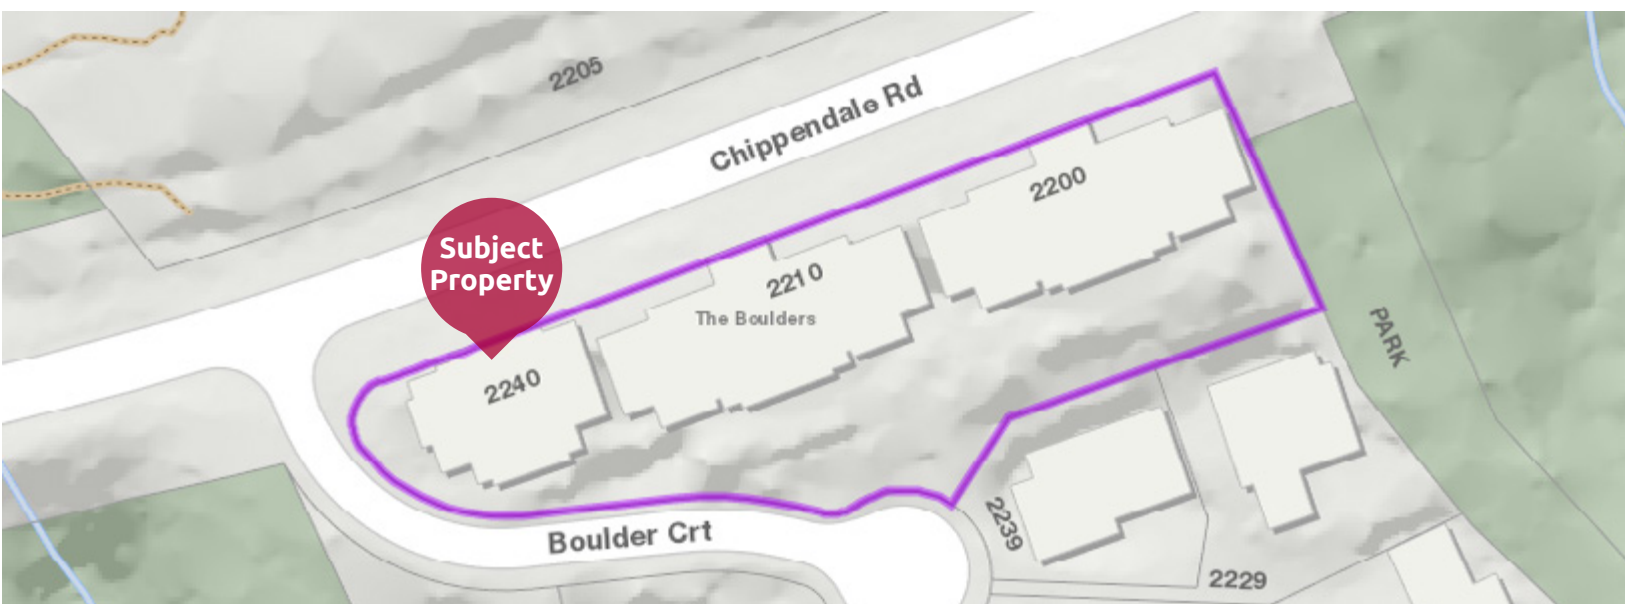 2205
Chippendale Rd
2200
Subject
Property
2210
The Boulders
2240
PARK
2239
Boulder Crt
2229